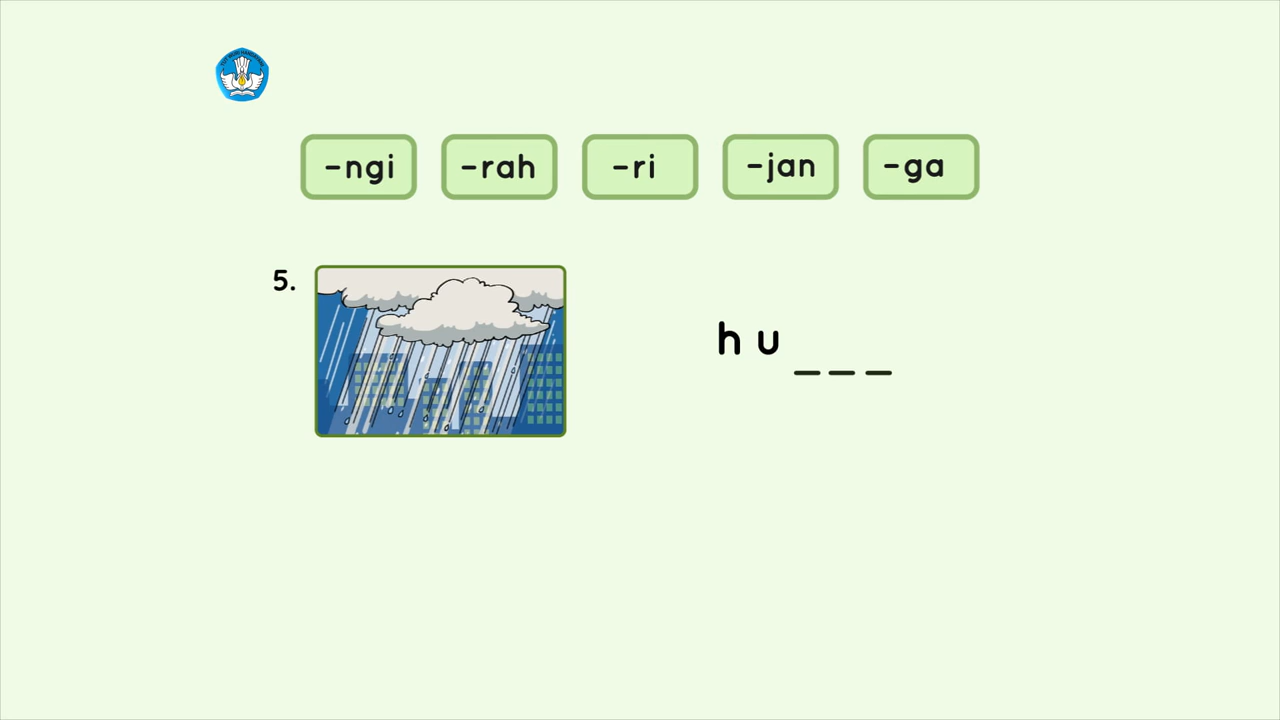 -ngi -rah -ri -jan -ga
5.
h u _ _ _